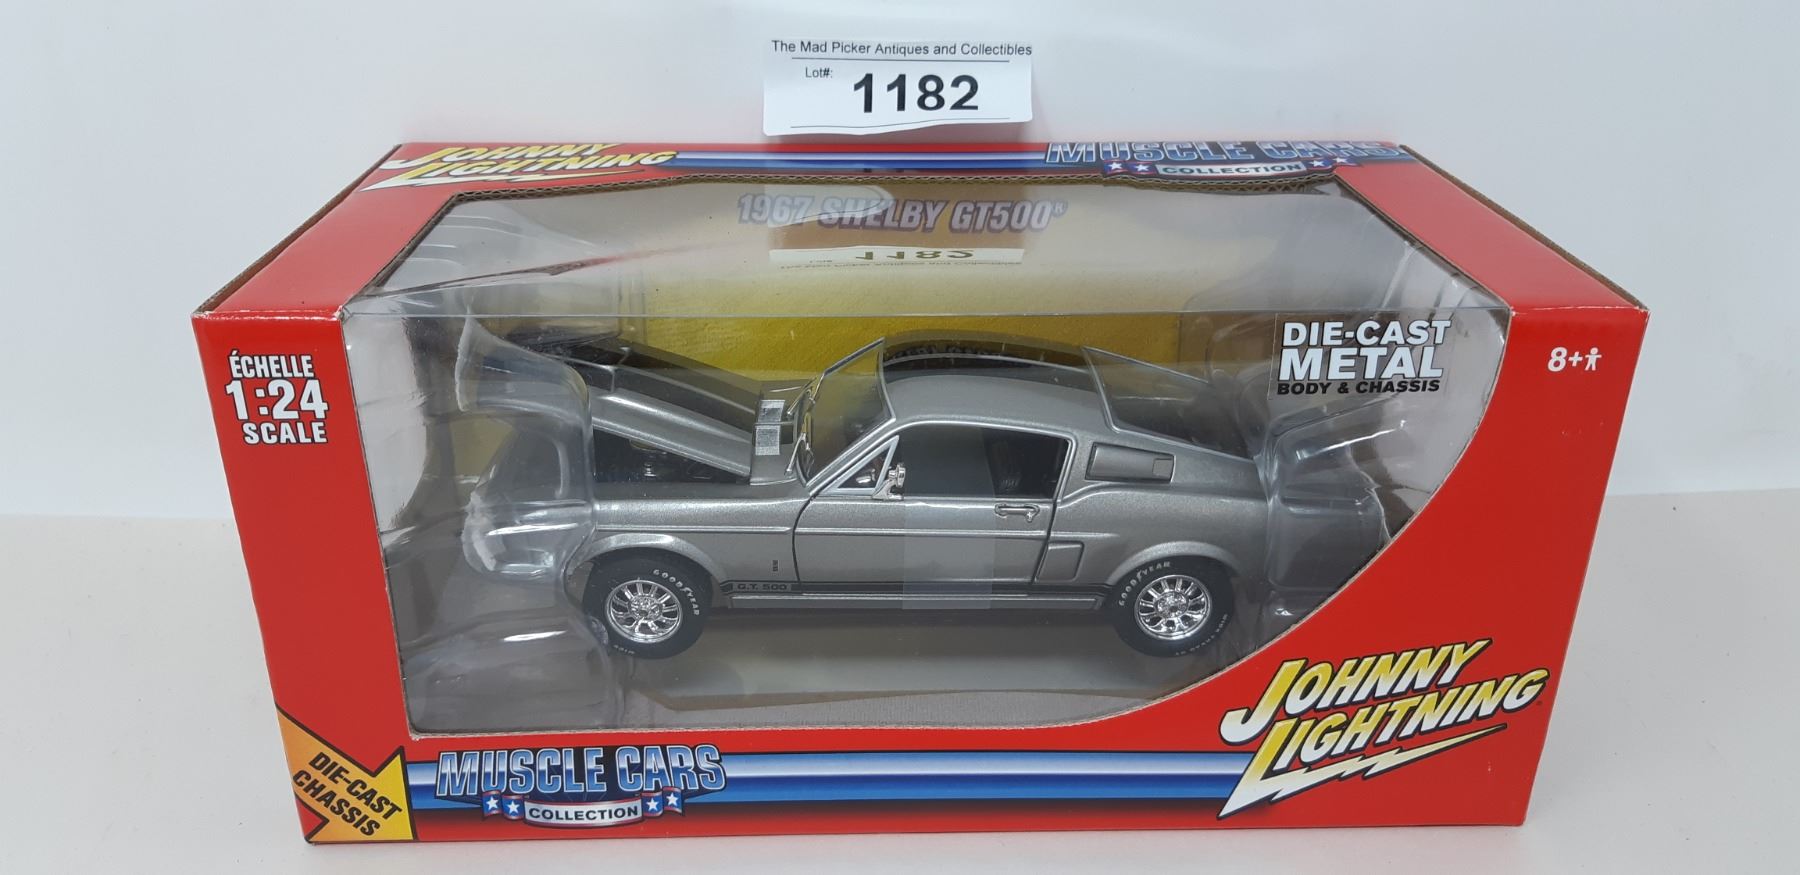 The Mad Picker Antiques and Collectibles
Lot#: 1182
JOHNNY LIGHTNING
MUSCLE CARS
COLLECTION
1967 SHELBY GT500
1182
ÉCHELLE
1:24
SCALE
DIE-CAST
METAL
BODY & CHASSIS
8+
GOODYEAR
G.T. 500
GOODYEAR
JOHNNY
LIGHTNING
DIE-CAST
CHASSIS
MUSCLE CARS
COLLECTION